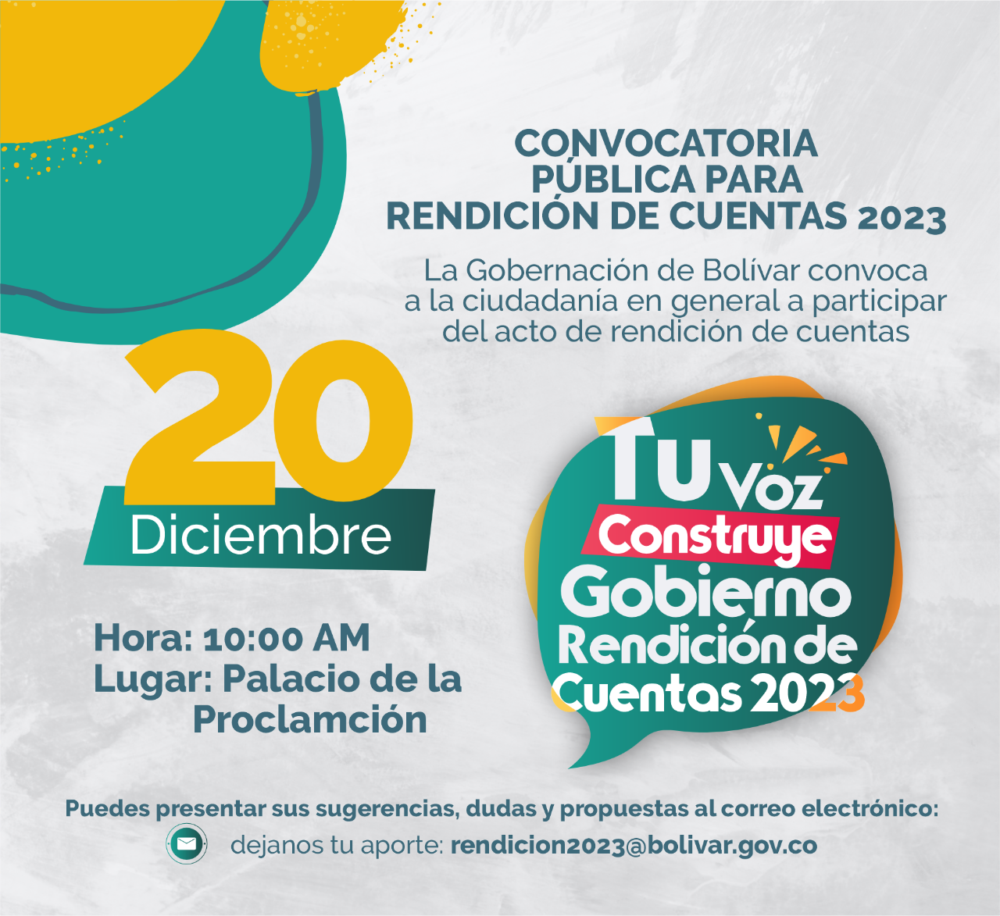 CONVOCATORIA
PÚBLICA PARA
RENDICIÓN DE CUENTAS 2023
La Gobernación de Bolívar convoca
a la ciudadanía en general a participar
del acto de rendición de cuentas
20
Diciembre
Hora: 10:00 AM
Lugar: Palacio de la
Proclamción
Tu Voz
Construye
Gobierno
Rendición de
Cuentas 2023
Puedes presentar sus sugerencias, dudas y propuestas al correo electrónico:
dejanos tu aporte: rendicion2023@bolivar.gov.co